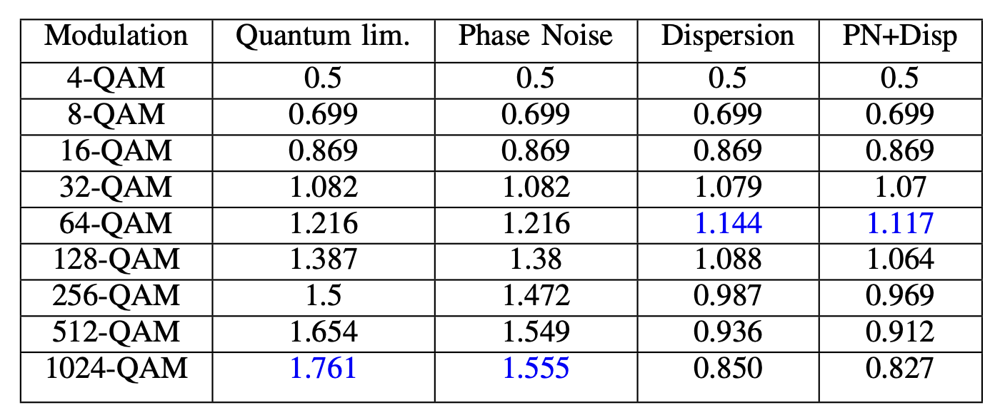 Modulation Quantum lim. Phase Noise Dispersion PN+Disp
4-QAM 0.5 0.5 0.5 0.5
8-QAM 0.699 0.699 0.699 0.699
16-QAM 0.869 0.869 0.869 0.869
32-QAM 1.082 1.082 1.079 1.07
64-QAM 1.216 1.216 1.144 1.117
128-QAM 1.387 1.38 1.088 1.064
256-QAM 1.5 1.472 0.987 0.969
512-QAM 1.654 1.549 0.936 0.912
1024-QAM 1.761 1.555 0.850 0.827